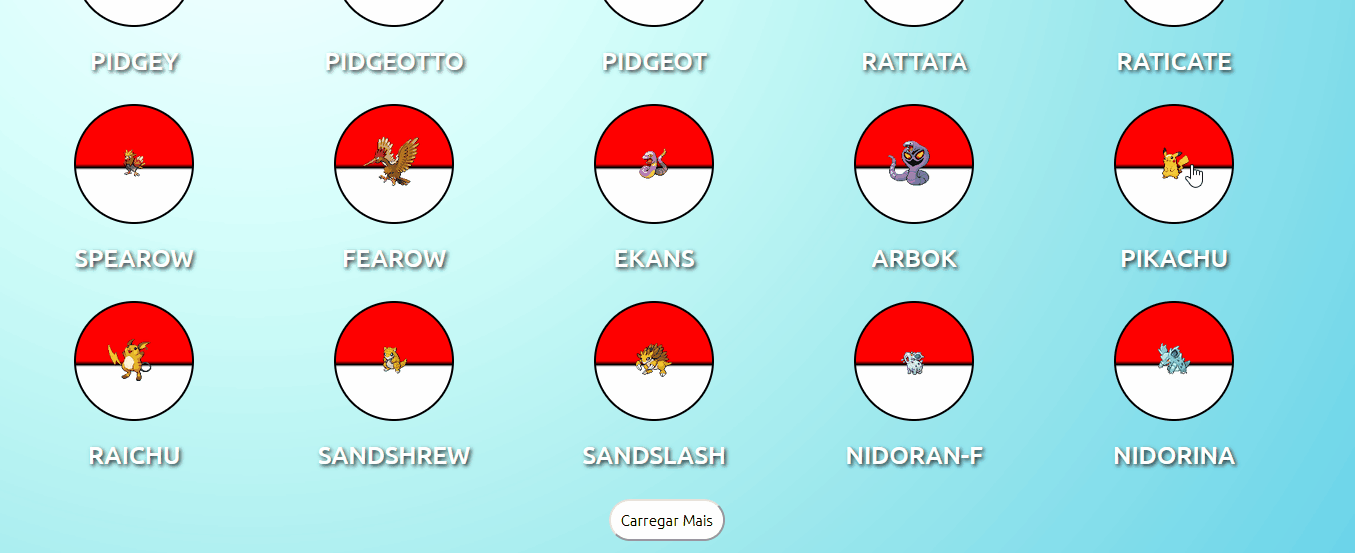 PIDGEY PIDGEOTTO PIDGEOT RATTATA RATICATE
SPEAROW FEAROW EKANS ARBOK PIKACHU
RAICHU SANDSHREW SANDSLASH NIDORAN-F NIDORINA
Carregar Mais